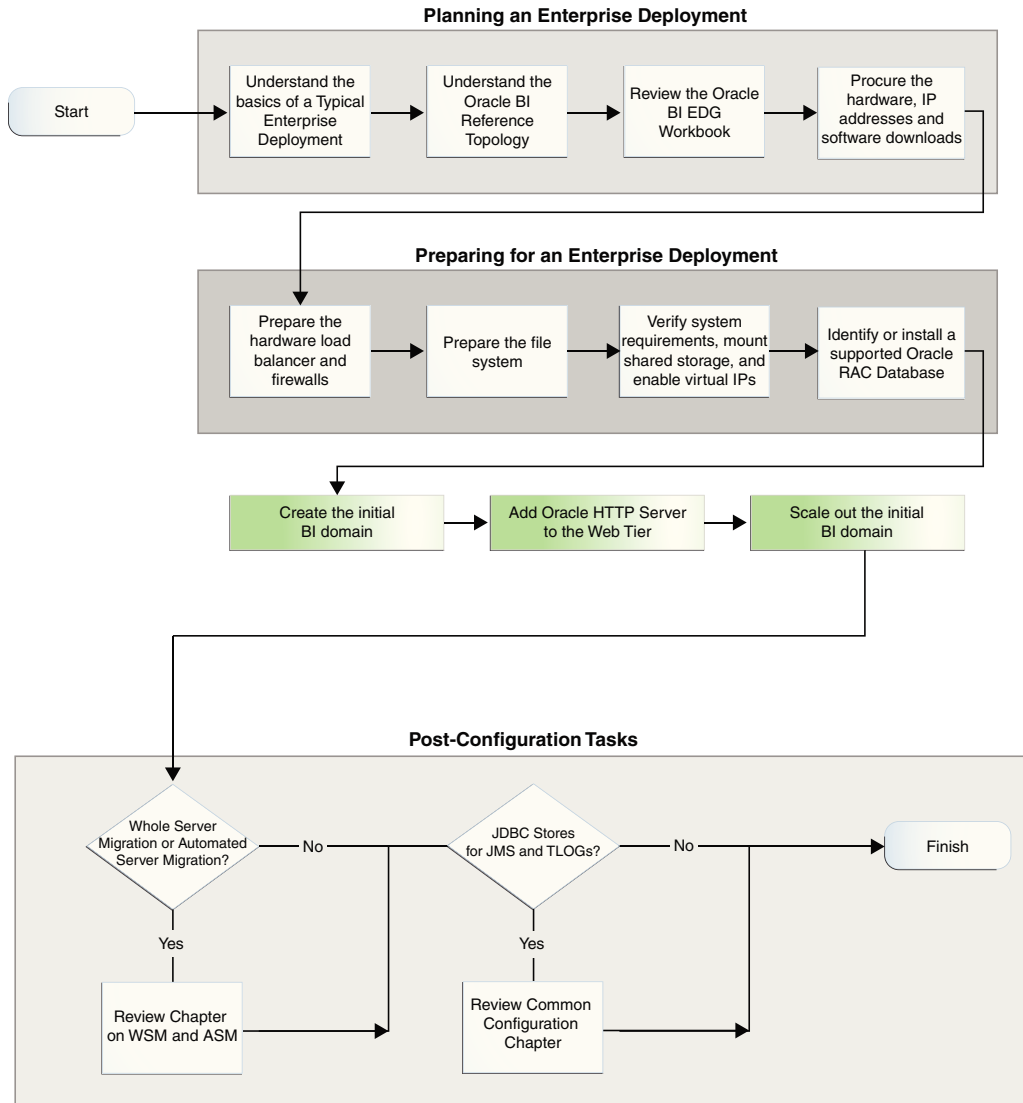 Planning an Enterprise Deployment
Start
Understand the
basics of a Typical
Enterprise
Deployment
Understand the
Oracle BI
Reference
Topology
Review the Oracle
BI EDG
Workbook
Procure the
hardware, IP
addresses and
software downloads
Preparing for an Enterprise Deployment
Prepare the
hardware load
balancer and
firewalls
Prepare the file
system
Verify system
requirements, mount
shared storage, and
enable virtual IPs
Identify or install a
supported Oracle
RAC Database
Create the initial
BI domain
Add Oracle HTTP Server
to the Web Tier
Scale out the initial
BI domain
Post-Configuration Tasks
Whole Server
Migration or Automated
Server Migration?
No
Yes
Review Chapter
on WSM and ASM
JDBC Stores
for JMS and TLOGs?
No
Yes
Review Common
Configuration
Chapter
Finish